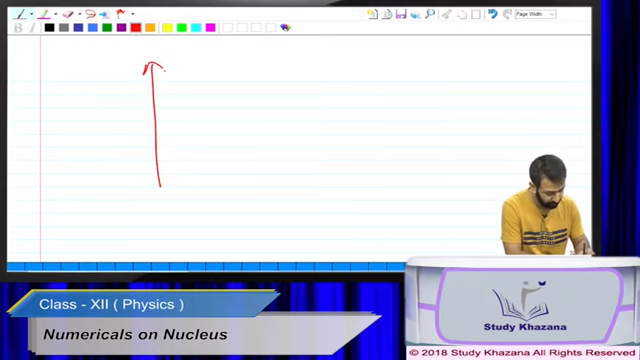 Page Width
Study Khazana
Class - XII ( Physics )
Numericals on Nucleus
© 2018 Study Khazana All Rights Reserved